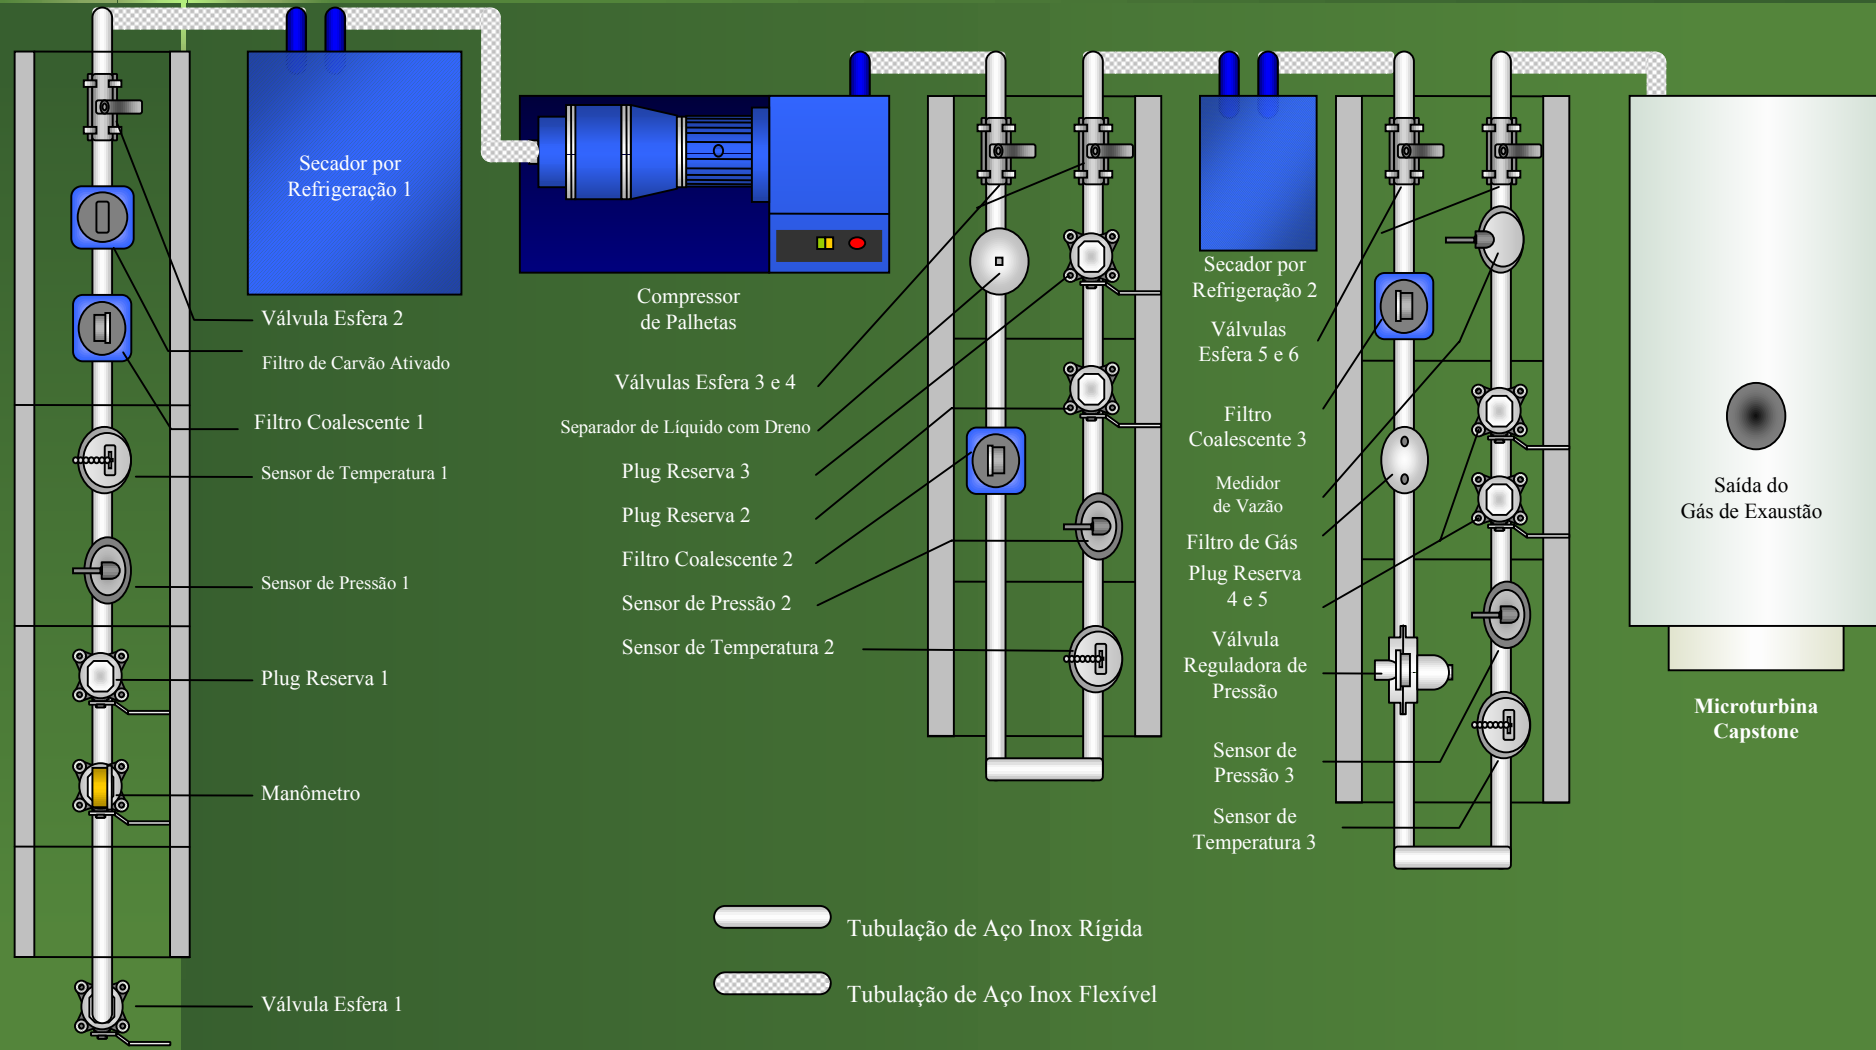 Secador por
Refrigeração 1
Válvula Esfera 2
Filtro de Carvão Ativado
Filtro Coalescente 1
Sensor de Temperatura 1
Sensor de Pressão 1
Plug Reserva 1
Manômetro
Válvula Esfera 1
Compressor
de Palhetas
Válvulas Esfera 3 e 4
Separador de Líquido com Dreno
Plug Reserva 3
Plug Reserva 2
Filtro Coalescente 2
Sensor de Pressão 2
Sensor de Temperatura 2
Secador por
Refrigeração 2
Válvulas
Esfera 5 e 6
Filtro
Coalescente 3
Medidor
de Vazão
Filtro de Gás
Plug Reserva
4 e 5
Válvula
Reguladora de
Pressão
Sensor de
Pressão 3
Sensor de
Temperatura 3
Saída do
Gás de Exaustão
Microturbina
Capstone
Tubulação de Aço Inox Rígida
Tubulação de Aço Inox Flexível